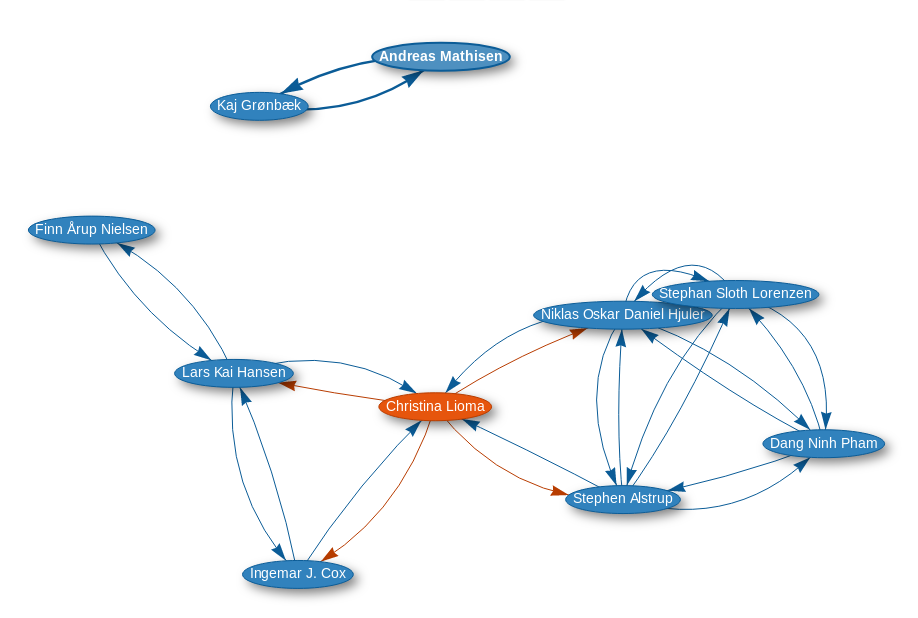 Andreas Mathisen
Kaj Grønbæk
Finn Årup Nielsen
Stephan Sloth Lorenzen
Niklas Oskar Daniel Hjuler
Lars Kai Hansen
Christina Lioma
Dang Ninh Pham
Stephen Alstrup
Ingemar J. Cox